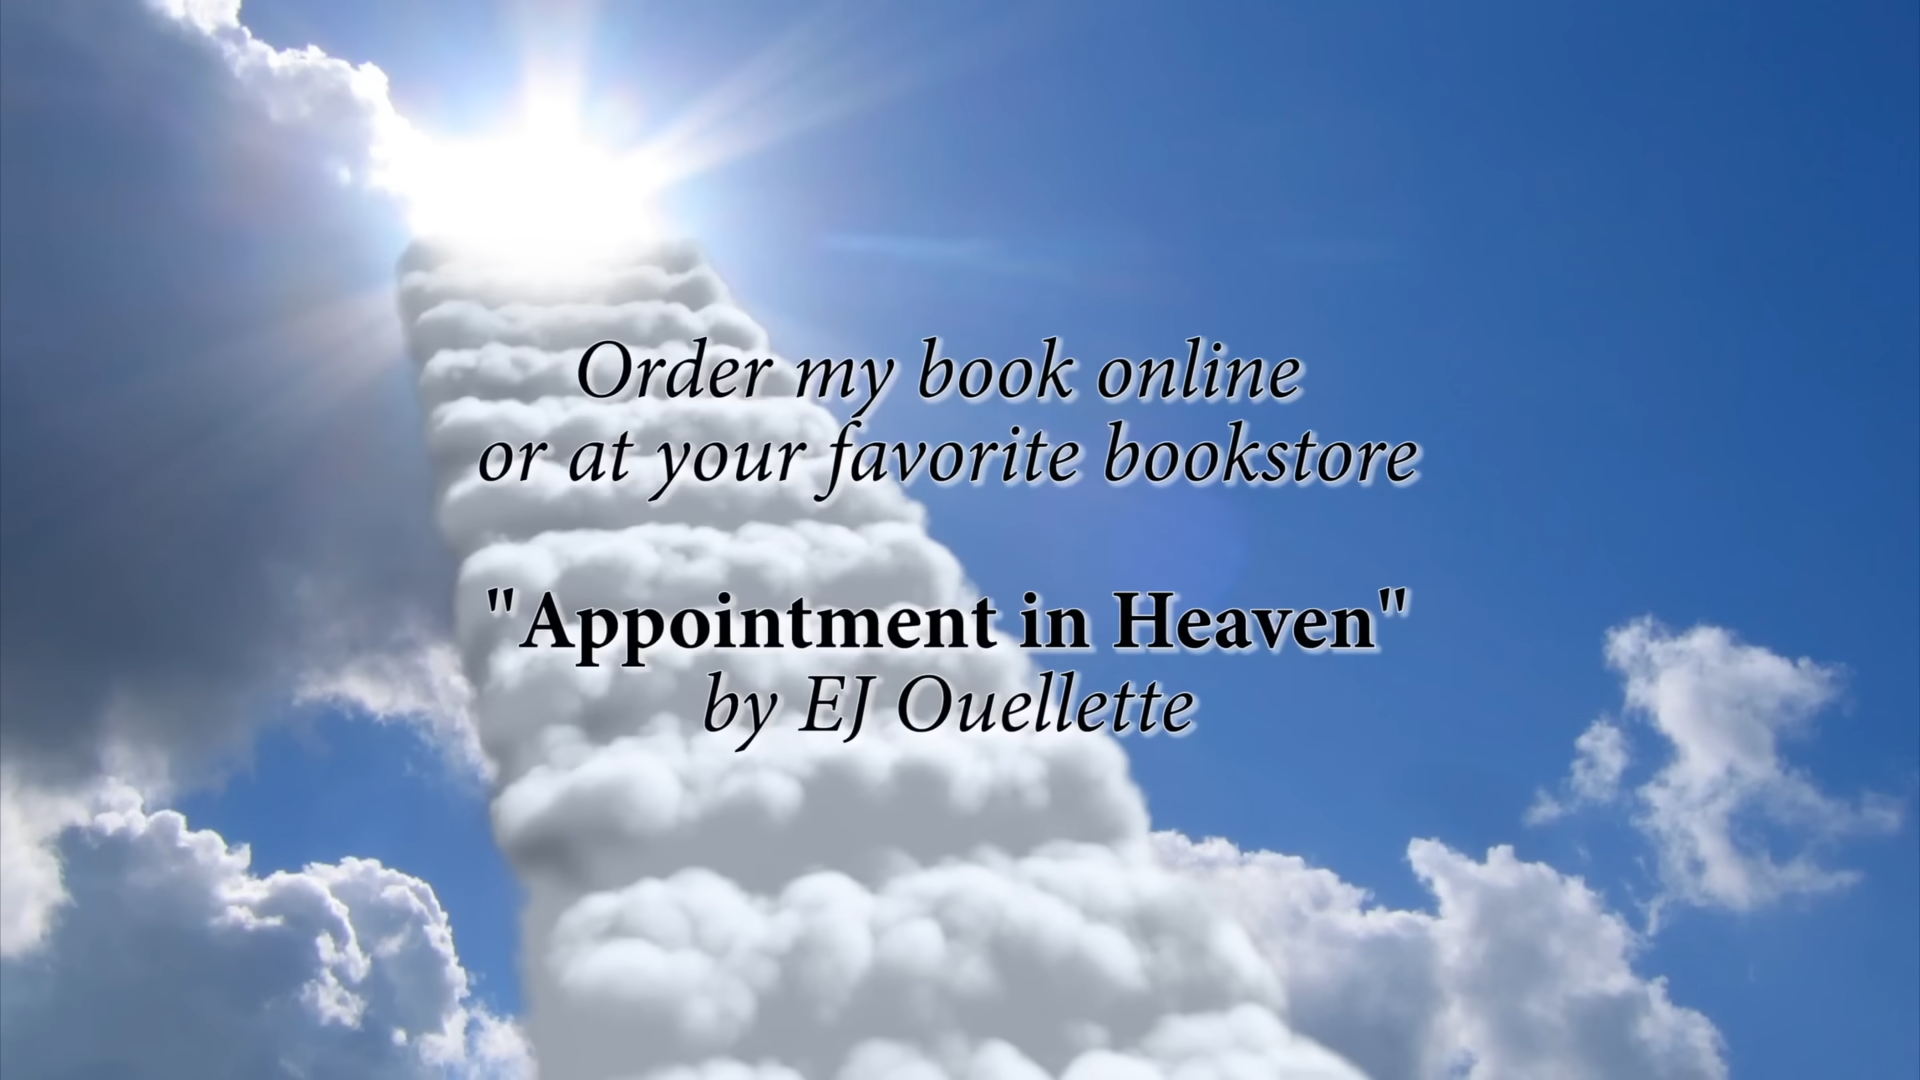 Order my book online
or at your favorite bookstore
"Appointment in Heaven"
by EJ Ouellette